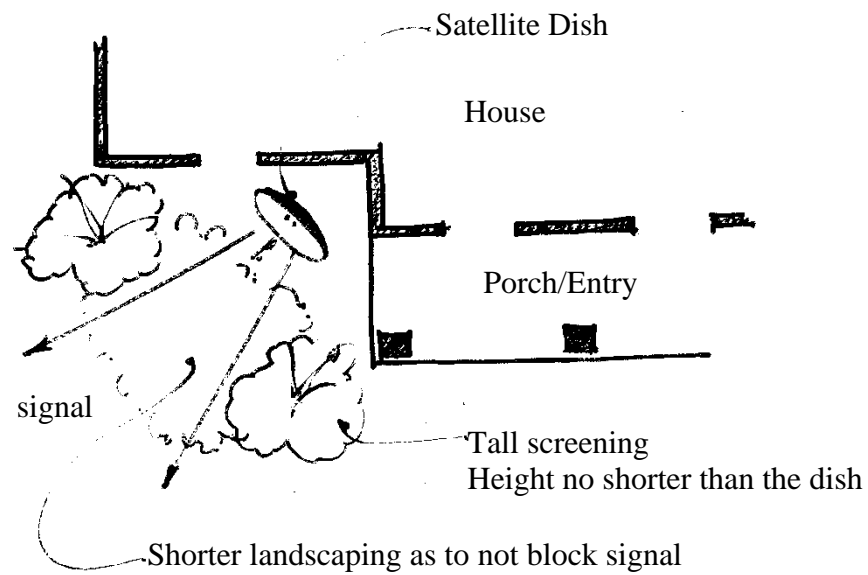 Satellite Dish
House
Porch/Entry
signal
Tall screening
Height no shorter than the dish
Shorter landscaping as to not block signal